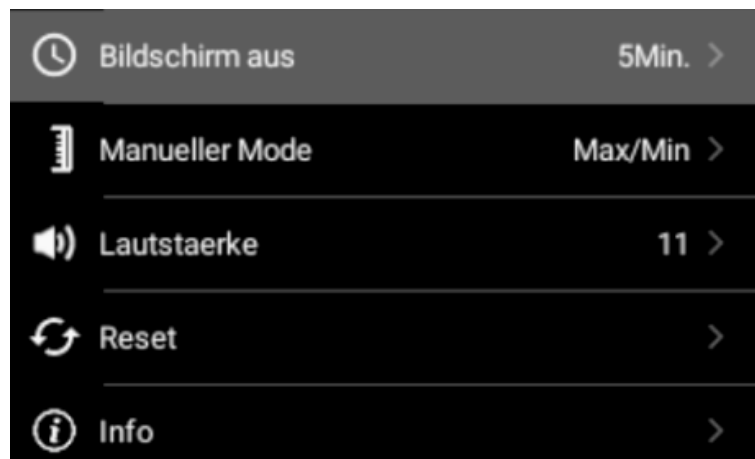 Bildschirm aus 5Min.
Manueller Mode Max/Min
Lautstaerke 11
Reset
Info